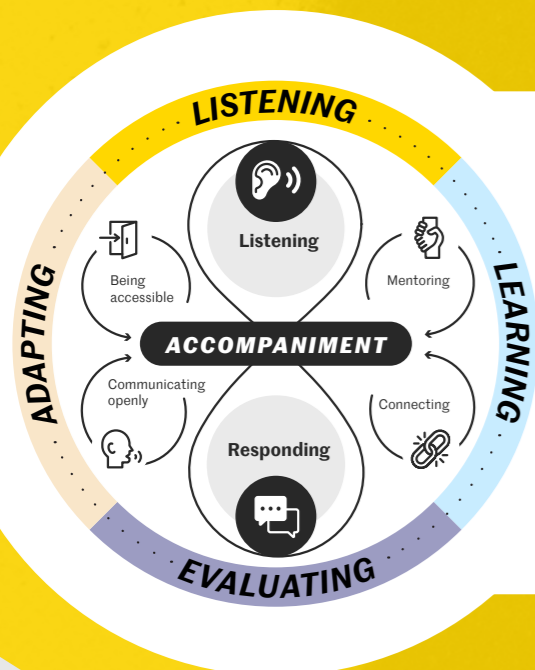 LISTENING
Listening
Being
accessible
Mentoring
ADAPTING
LEARNING
ACCOMPANIMENT
Communicating
openly
Connecting
Responding
EVALUATING